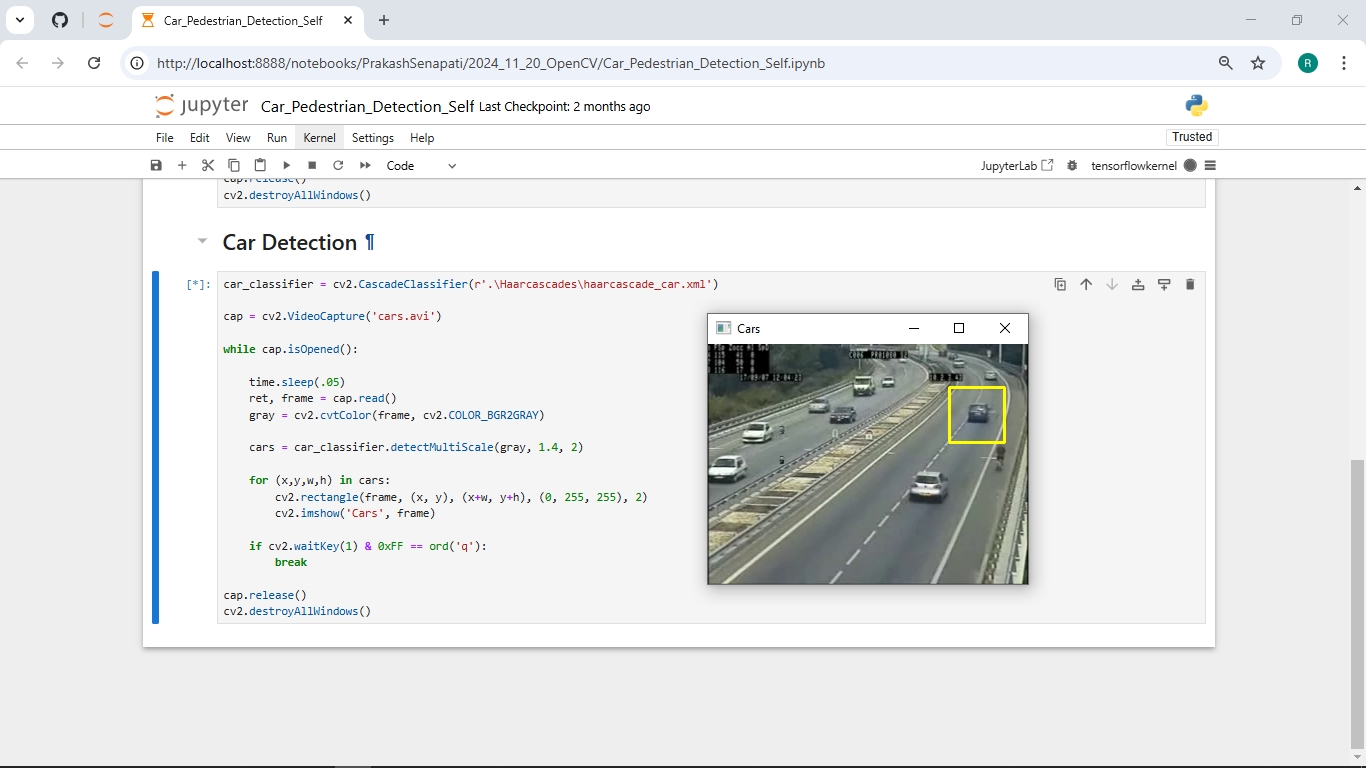 Car_Pedestrian_Detection_Self
http://localhost:8888/notebooks/PrakashSenapati/2024_11_20_OpenCV/Car_Pedestrian_Detection_Self.ipynb
R
jupyter Car_Pedestrian_Detection_Self Last Checkpoint: 2 months ago
File Edit View Run Kernel Settings Help
Trusted
Code JupyterLab tensorflowkernel
cap.release()
cv2.destroyAllWindows()
Car Detection ¶
[*]: car_classifier = cv2.CascadeClassifier(r'.\Haarcascades\haarcascade_car.xml')
cap = cv2.VideoCapture('cars.avi')
while cap.isOpened():
time.sleep(.05)
ret, frame = cap.read()
gray = cv2.cvtColor(frame, cv2.COLOR_BGR2GRAY)
cars = car_classifier.detectMultiScale(gray, 1.4, 2)
for (x,y,w,h) in cars:
cv2.rectangle(frame, (x, y), (x+w, y+h), (0, 255, 255), 2)
cv2.imshow('Cars', frame)
if cv2.waitKey(1) & 0xFF == ord('q'):
break
cap.release()
cv2.destroyAllWindows()
Cars